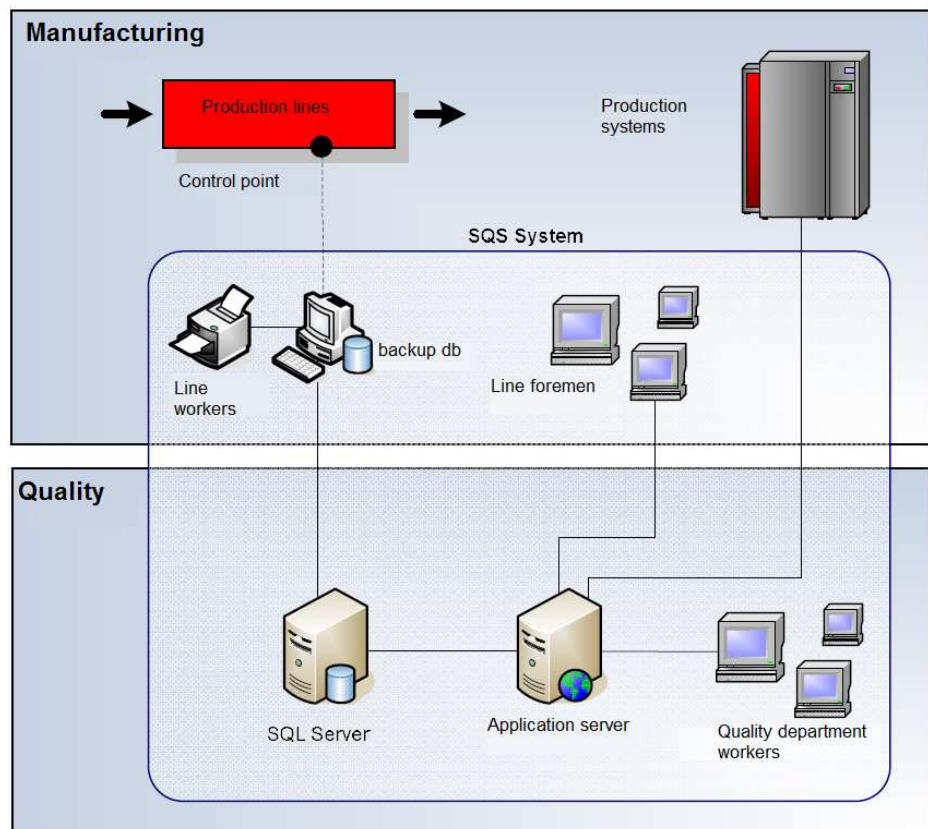 Manufacturing
Production lines
Production
systems
Control point
SQS System
backup db
Line
workers
Line foremen
Quality
SQL Server
Application server
Quality department
workers